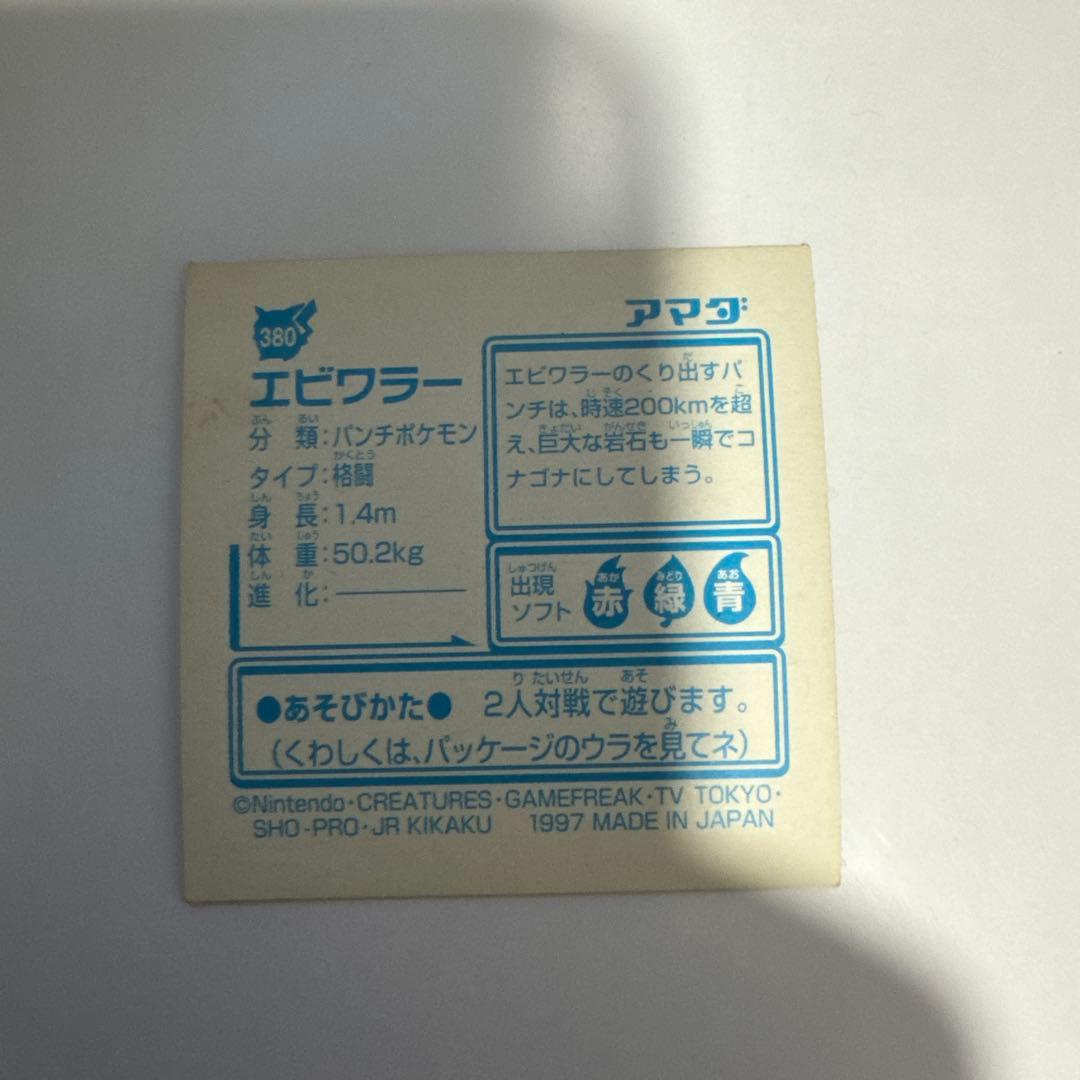 380
アマダ
エビワラー
分類:パンチポケモン
タイプ:格闘
身長:1.4m
体重:50.2kg
進化:————
エビワラーのくり出すパ
ンチは、時速200kmを超
え、巨大な岩石も一瞬でコ
ナゴナにしてしまう。
出現
ソフト
赤 緑 青
●あそびかた● 2人対戦で遊びます。
(くわしくは、パッケージのウラを見てネ)
©Nintendo・CREATURES・GAMEFREAK・TV TOKYO・
SHO-PRO・JR KIKAKU 1997 MADE IN JAPAN